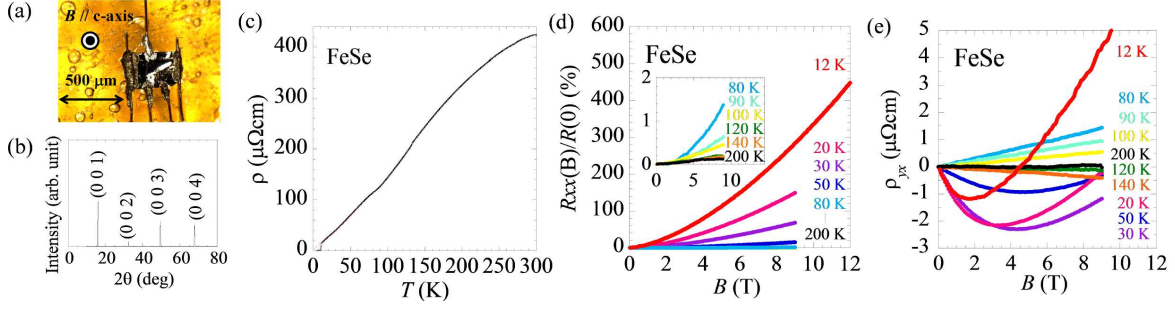 (a)
B // c-axis
500 μm
(b)
Intensity (arb. unit)
(0 0 1)
(0 0 2)
(0 0 3)
(0 0 4)
0 20 40 60 80
2θ (deg)
(c)
FeSe
ρ (μΩcm)
400
300
200
100
0
0 50 100 150 200 250 300
T (K)
(d)
FeSe
Rxx(B)/R(0) (%)
600
500
400
300
200
100
0
0 2 4 6 8 10 12
B (T)
12 K
20 K
30 K
50 K
80 K
200 K
2
1
0
0 5 10
80 K
90 K
100 K
120 K
140 K
200 K
(e)
FeSe
ρyx (μΩcm)
5
4
3
2
1
0
-1
-2
-3
0 2 4 6 8 10 12
B (T)
12 K
80 K
90 K
100 K
200 K
120 K
140 K
20 K
50 K
30 K